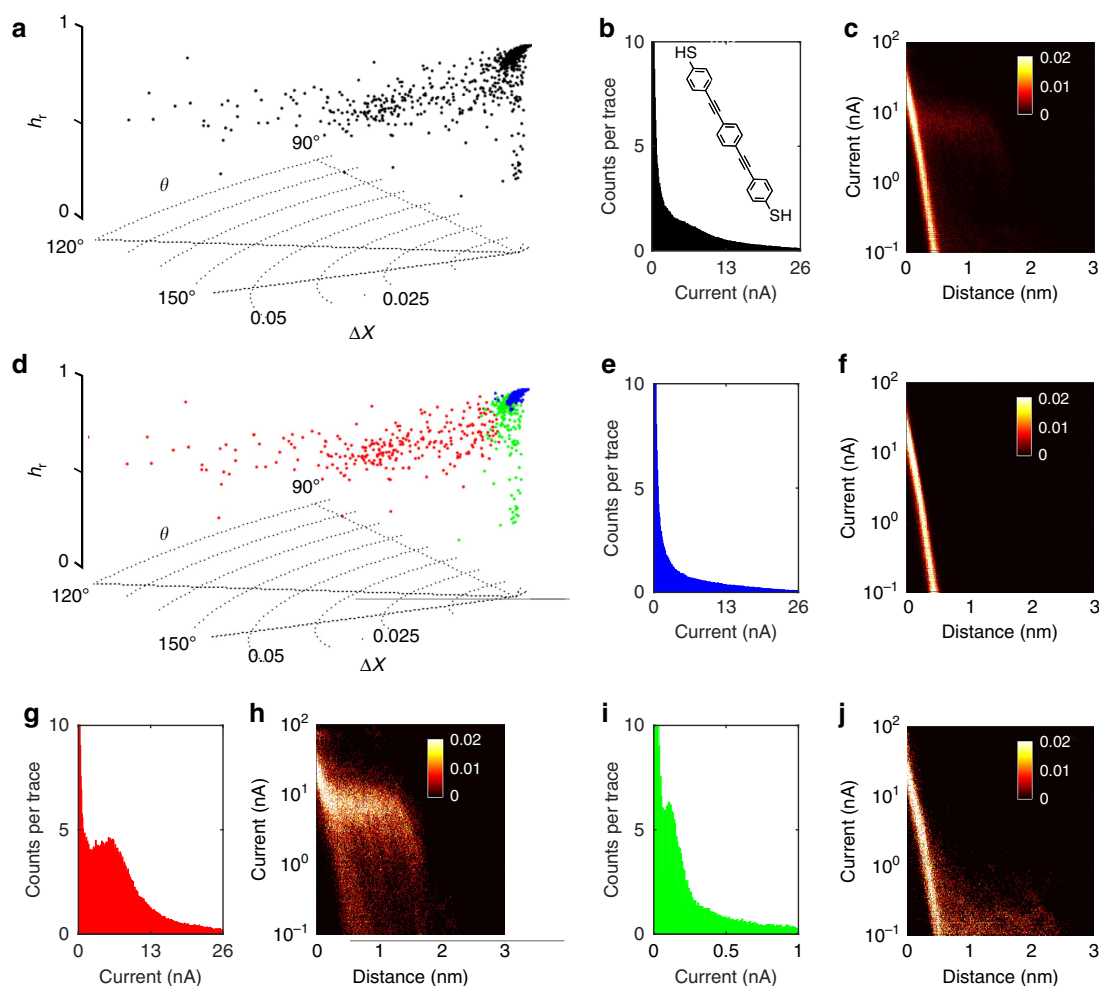 a
1
h_r
0
θ
90°
120°
150°
0.05
0.025
ΔX
b
10
5
0
Counts per trace
HS
SH
0 13 26
Current (nA)
c
10²
10¹
10⁰
10⁻¹
Current (nA)
0.02
0.01
0
0 1 2 3
Distance (nm)
d
1
h_r
0
θ
90°
120°
150°
0.05
0.025
ΔX
e
10
5
0
Counts per trace
0 13 26
Current (nA)
f
10²
10¹
10⁰
10⁻¹
Current (nA)
0.02
0.01
0
0 1 2 3
Distance (nm)
g
10
5
0
Counts per trace
0 13 26
Current (nA)
h
10²
10¹
10⁰
10⁻¹
Current (nA)
0.02
0.01
0
0 1 2 3
Distance (nm)
i
10
5
0
Counts per trace
0 0.5 1
Current (nA)
j
10²
10¹
10⁰
10⁻¹
Current (nA)
0.02
0.01
0
0 1 2 3
Distance (nm)